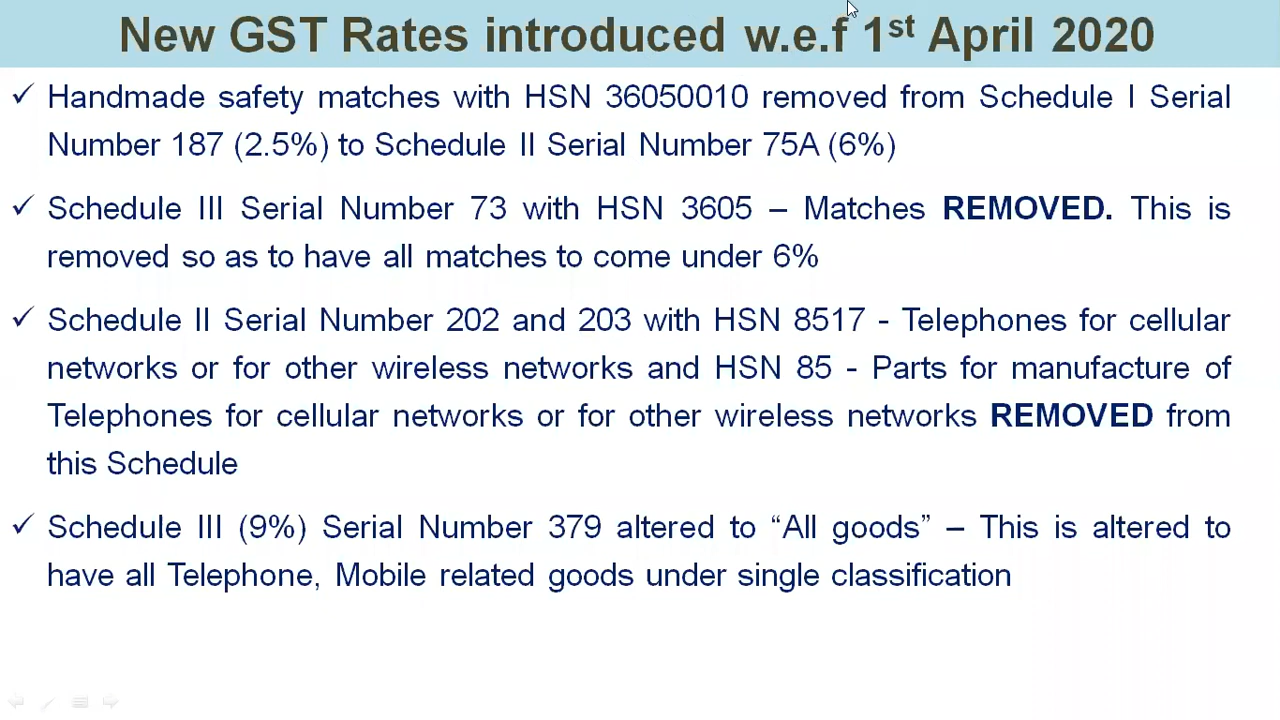 New GST Rates introduced w.e.f 1st April 2020
✓ Handmade safety matches with HSN 36050010 removed from Schedule I Serial
Number 187 (2.5%) to Schedule II Serial Number 75A (6%)
✓ Schedule III Serial Number 73 with HSN 3605 – Matches REMOVED. This is
removed so as to have all matches to come under 6%
✓ Schedule II Serial Number 202 and 203 with HSN 8517 - Telephones for cellular
networks or for other wireless networks and HSN 85 - Parts for manufacture of
Telephones for cellular networks or for other wireless networks REMOVED from
this Schedule
✓ Schedule III (9%) Serial Number 379 altered to “All goods” – This is altered to
have all Telephone, Mobile related goods under single classification